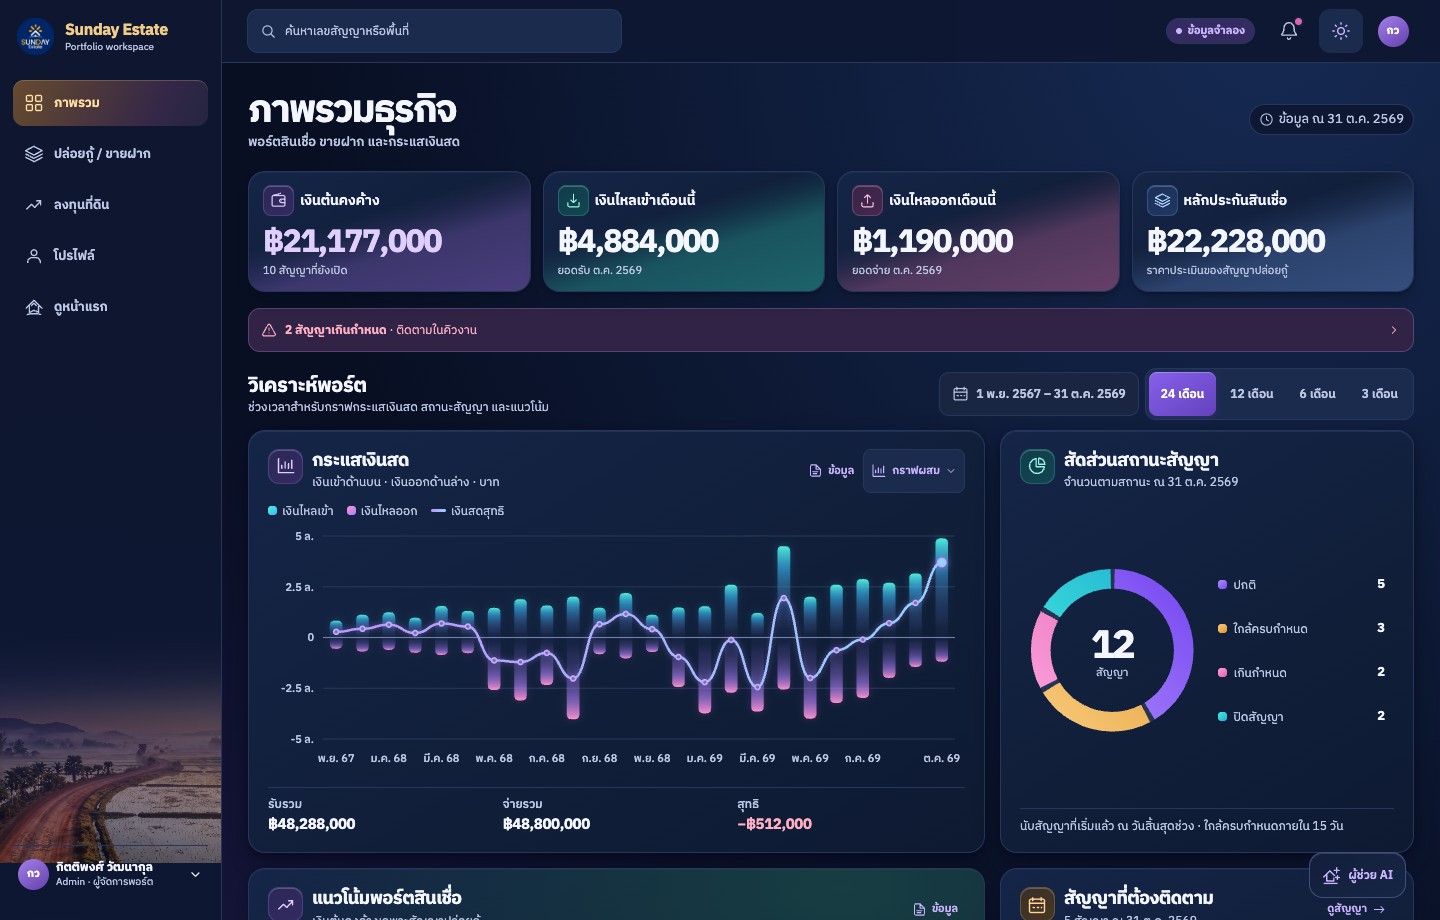 Sunday Estate
Portfolio workspace
SUNDAY
Estate
ค้นหาเลขสัญญาหรือพื้นที่
ข้อมูลจำลอง
กว
ภาพรวม
ปล่อยกู้ / ขายฝาก
ลงทุนที่ดิน
โปรไฟล์
ดูหน้าแรก
ภาพรวมธุรกิจ
พอร์ตสินเชื่อ ขายฝาก และกระแสเงินสด
ข้อมูล ณ 31 ต.ค. 2569
เงินต้นคงค้าง
฿21,177,000
10 สัญญาที่ยังเปิด
เงินไหลเข้าเดือนนี้
฿4,884,000
ยอดรับ ต.ค. 2569
เงินไหลออกเดือนนี้
฿1,190,000
ยอดจ่าย ต.ค. 2569
หลักประกันสินเชื่อ
฿22,228,000
ราคาประเมินของสัญญาปล่อยกู้
2 สัญญาเกินกำหนด · ติดตามในคิวงาน
วิเคราะห์พอร์ต
ช่วงเวลาสำหรับกราฟกระแสเงินสด สถานะสัญญา และแนวโน้ม
1 พ.ย. 2567 – 31 ต.ค. 2569
24 เดือน 12 เดือน 6 เดือน 3 เดือน
กระแสเงินสด
เงินเข้าด้านบน · เงินออกด้านล่าง · บาท
ข้อมูล
กราฟผสม
เงินไหลเข้า เงินไหลออก เงินสดสุทธิ
5 ล.
2.5 ล.
0
-2.5 ล.
-5 ล.
พ.ย. 67 ม.ค. 68 มี.ค. 68 พ.ค. 68 ก.ค. 68 ก.ย. 68 พ.ย. 68 ม.ค. 69 มี.ค. 69 พ.ค. 69 ก.ค. 69 ต.ค. 69
รับรวม
฿48,288,000
จ่ายรวม
฿48,800,000
สุทธิ
−฿512,000
สัดส่วนสถานะสัญญา
จำนวนตามสถานะ ณ 31 ต.ค. 2569
12
สัญญา
ปกติ 5
ใกล้ครบกำหนด 3
เกินกำหนด 2
ปิดสัญญา 2
นับสัญญาที่เริ่มแล้ว ณ วันสิ้นสุดช่วง · ใกล้ครบกำหนดภายใน 15 วัน
กว
กิตติพงศ์ วัฒนากุล
Admin · ผู้จัดการพอร์ต
แนวโน้มพอร์ตสินเชื่อ
ข้อมูล
สัญญาที่ต้องติดตาม
5 สัญญา ณ 31 ต.ค. 2569
ผู้ช่วย AI
ดูสัญญา →